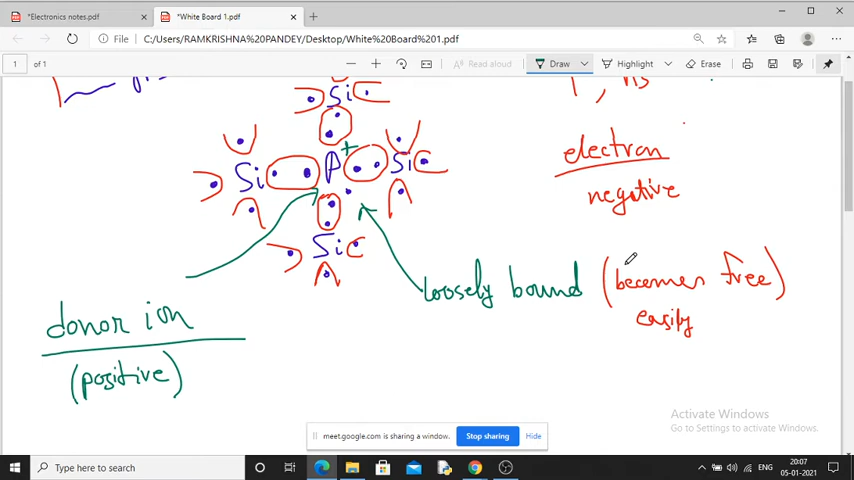 *Electronics notes.pdf
*White Board 1.pdf
File
C:/Users/RAMKRISHNA%20PANDEY/Desktop/White%20Board%201.pdf
1 of 1
Read aloud
Draw
Highlight
Erase
Si
P, As
Si P + Si
Si
electron
negative
loosely bound (becomes free)
easily
donor ion
(positive)
Activate Windows
Go to Settings to activate Windows.
meet.google.com is sharing a window.
Stop sharing
Hide
Type here to search
ENG
20:07
05-01-2021